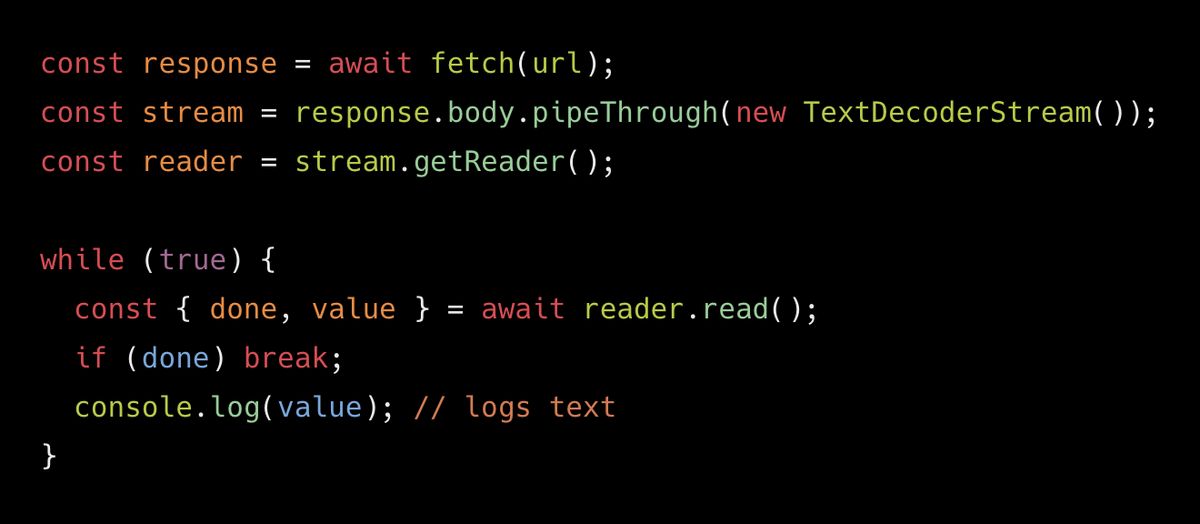 const response = await fetch(url);
const stream = response.body.pipeThrough(new TextDecoderStream());
const reader = stream.getReader();

while (true) {
  const { done, value } = await reader.read();
  if (done) break;
  console.log(value); // logs text
}